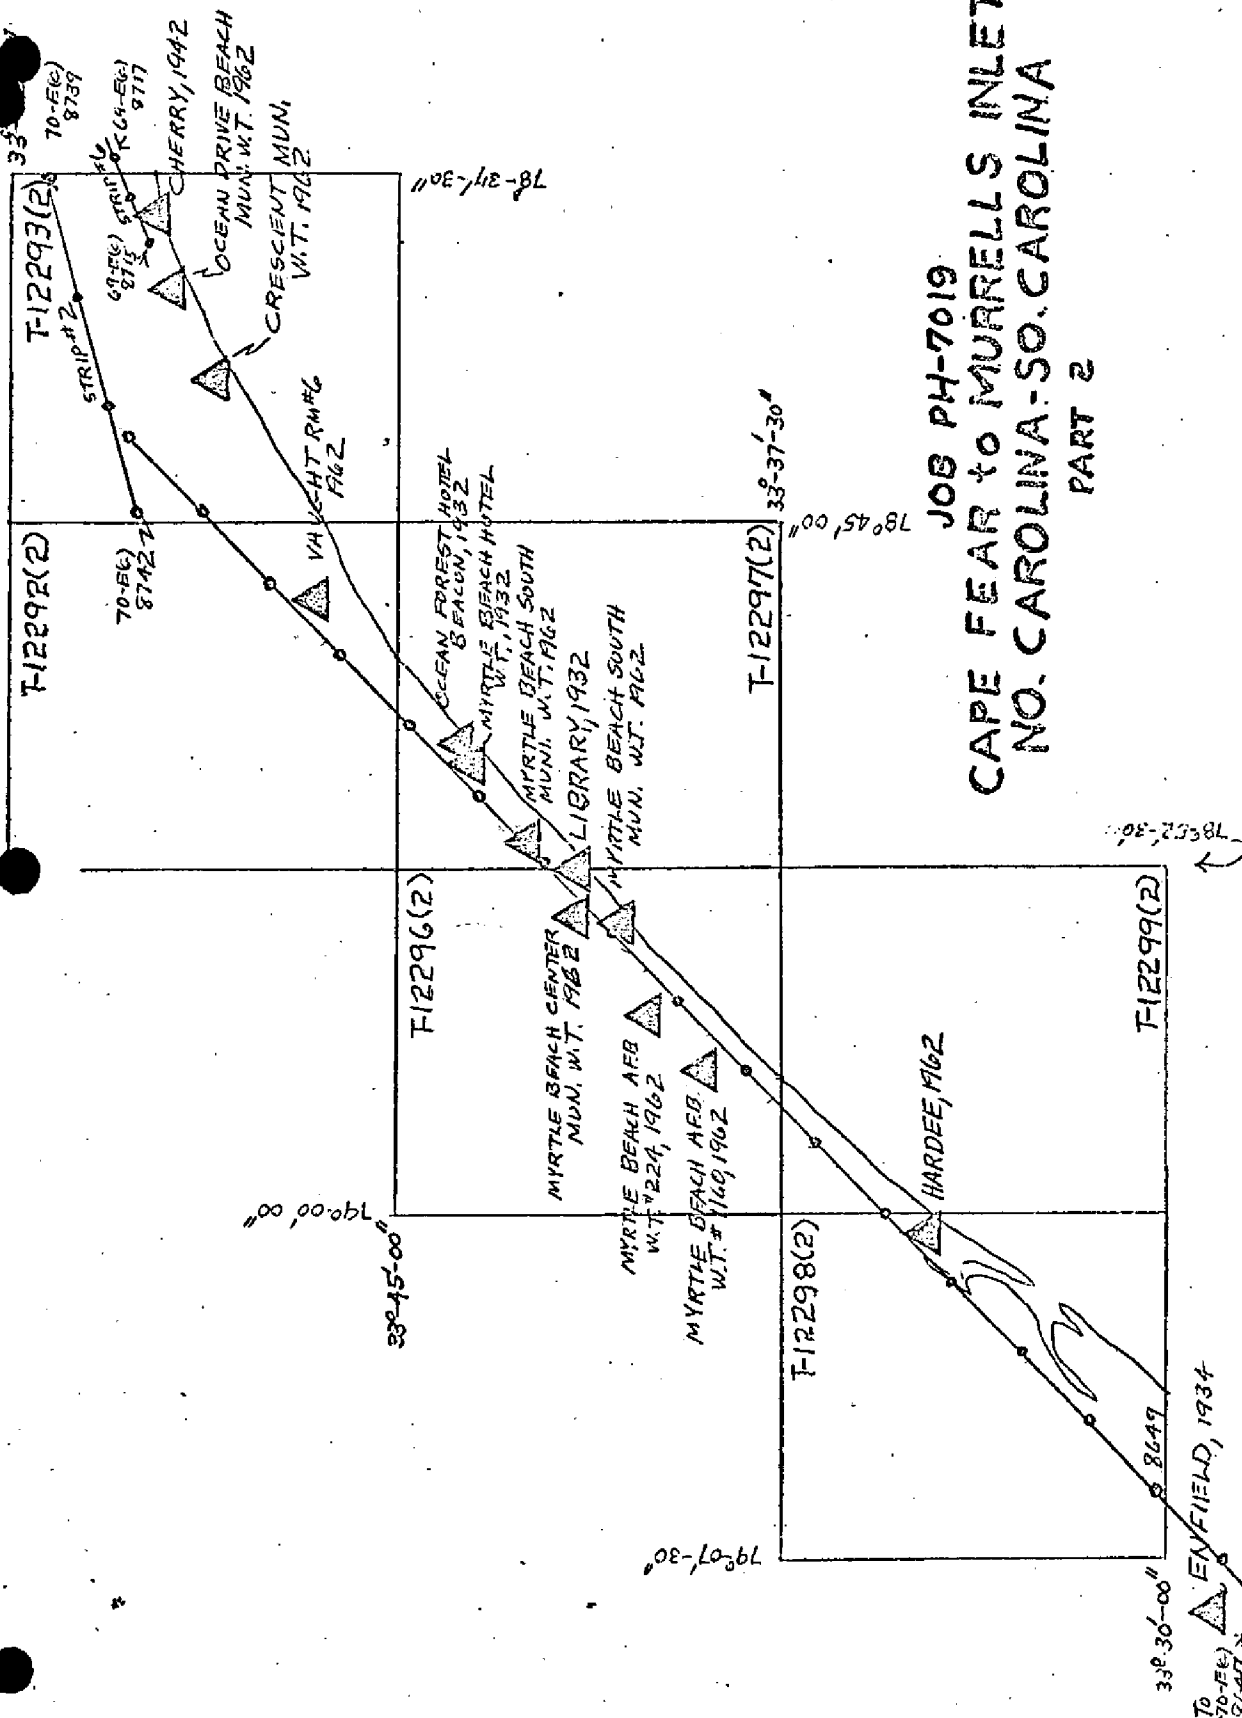 JOB PH-7019
CAPE FEAR to MURRELLS INLET
NO. CAROLINA-SO. CAROLINA
PART 2
T-12292(2)
T-12293(2)
33°
70-E(c)
8739
STRIP #2
STRIP #6
69-E(c)
8715
K 69-E(c)
8717
CHERRY, 1942
OCEAN DRIVE BEACH
MUN. W.T. 1962
CRESCENT MUN.
W.T. 1962
78-37'-30"
70-E(c)
8742
VAUGHT RM#6
1962
OCEAN FOREST HOTEL
BEACON, 1932
MYRTLE BEACH HOTEL
W.T., 1932
MYRTLE BEACH SOUTH
MUNI. W.T. 1962
LIBRARY, 1932
MYRTLE BEACH SOUTH
MUN. W.T. 1962
T-12297(2)
33°-37'-30"
78°45'00"
T-12296(2)
MYRTLE BEACH CENTER
MUN. W.T. 1962
MYRTLE BEACH AFB
W.T. #224, 1962
MYRTLE BEACH AFB.
W.T. #1160, 1962
79°-00'00"
33°-45'-00"
HARDEE, 1962
T-12298(2)
T-12299(2)
78°-52'-30"
8649
79°-07'-30"
33°-30'-00"
ENFIELD, 1934
To
70-E(c)